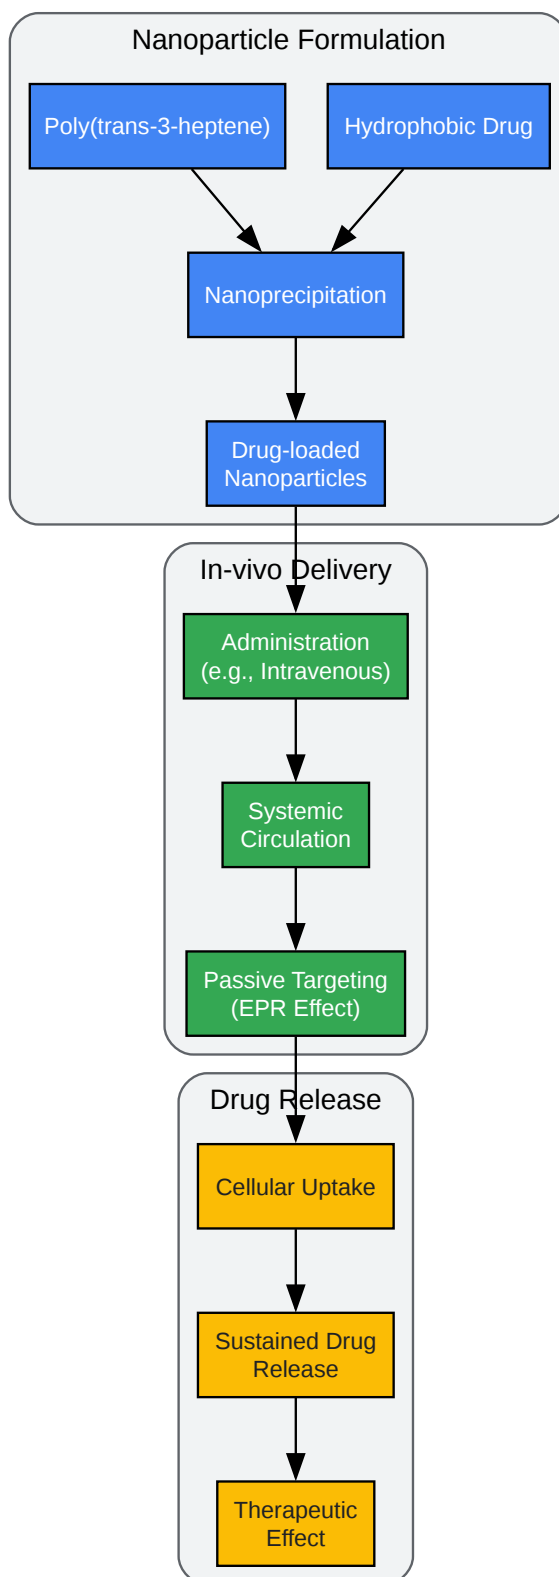 Nanoparticle Formulation
Poly(trans-3-heptene)
Hydrophobic Drug
Nanoprecipitation
Drug-loaded
Nanoparticles
In-vivo Delivery
Administration
(e.g., Intravenous)
Systemic
Circulation
Passive Targeting
(EPR Effect)
Drug Release
Cellular Uptake
Sustained Drug
Release
Therapeutic
Effect